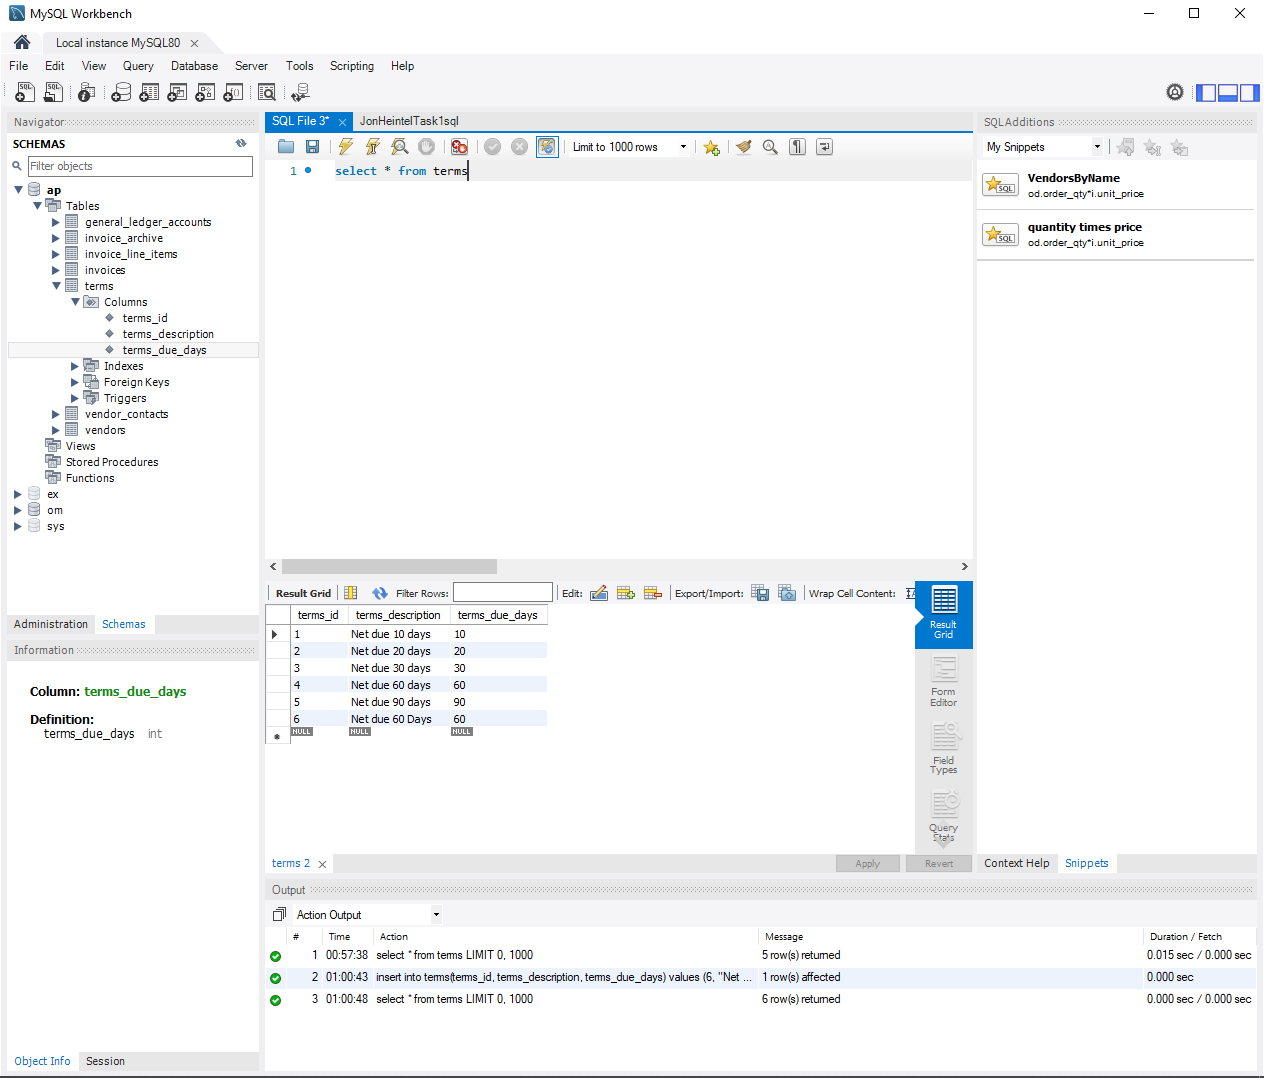 MySQL Workbench
Local instance MySQL80
File Edit View Query Database Server Tools Scripting Help
Navigator
SCHEMAS
Filter objects
ap
Tables
general_ledger_accounts
invoice_archive
invoice_line_items
invoices
terms
Columns
terms_id
terms_description
terms_due_days
Indexes
Foreign Keys
Triggers
vendor_contacts
vendors
Views
Stored Procedures
Functions
ex
om
sys
Administration Schemas
Information
Column: terms_due_days
Definition:
terms_due_days int
Object Info Session
SQL File 3* JonHeintelTask1sql
Limit to 1000 rows
1 select * from terms
Result Grid Filter Rows: Edit: Export/Import: Wrap Cell Content:
terms_id terms_description terms_due_days
1 Net due 10 days 10
2 Net due 20 days 20
3 Net due 30 days 30
4 Net due 60 days 60
5 Net due 90 days 90
6 Net due 60 Days 60
NULL NULL NULL
Result
Grid
Form
Editor
Field
Types
Query
Stats
terms 2 Apply Revert
SQLAdditions
My Snippets
VendorsByName
od.order_qty*i.unit_price
quantity times price
od.order_qty*i.unit_price
Context Help Snippets
Output
Action Output
# Time Action Message Duration / Fetch
1 00:57:38 select * from terms LIMIT 0, 1000 5 row(s) returned 0.015 sec / 0.000 sec
2 01:00:43 insert into terms(terms_id, terms_description, terms_due_days) values (6, "Net ... 1 row(s) affected 0.000 sec
3 01:00:48 select * from terms LIMIT 0, 1000 6 row(s) returned 0.000 sec / 0.000 sec